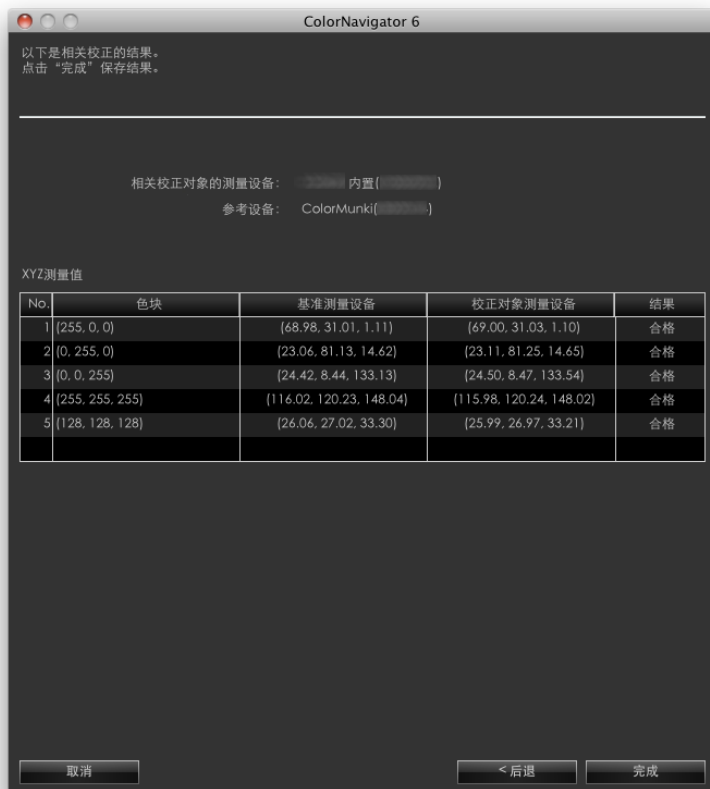 ColorNavigator 6
以下是相关校正的结果。
点击“完成”保存结果。
相关校正对象的测量设备： 内置( )
参考设备： ColorMunki( )
XYZ测量值
No. 色块 基准测量设备 校正对象测量设备 结果
1 (255, 0, 0) (68.98, 31.01, 1.11) (69.00, 31.03, 1.10) 合格
2 (0, 255, 0) (23.06, 81.13, 14.62) (23.11, 81.25, 14.65) 合格
3 (0, 0, 255) (24.42, 8.44, 133.13) (24.50, 8.47, 133.54) 合格
4 (255, 255, 255) (116.02, 120.23, 148.04) (115.98, 120.24, 148.02) 合格
5 (128, 128, 128) (26.06, 27.02, 33.30) (25.99, 26.97, 33.21) 合格
取消 <后退 完成